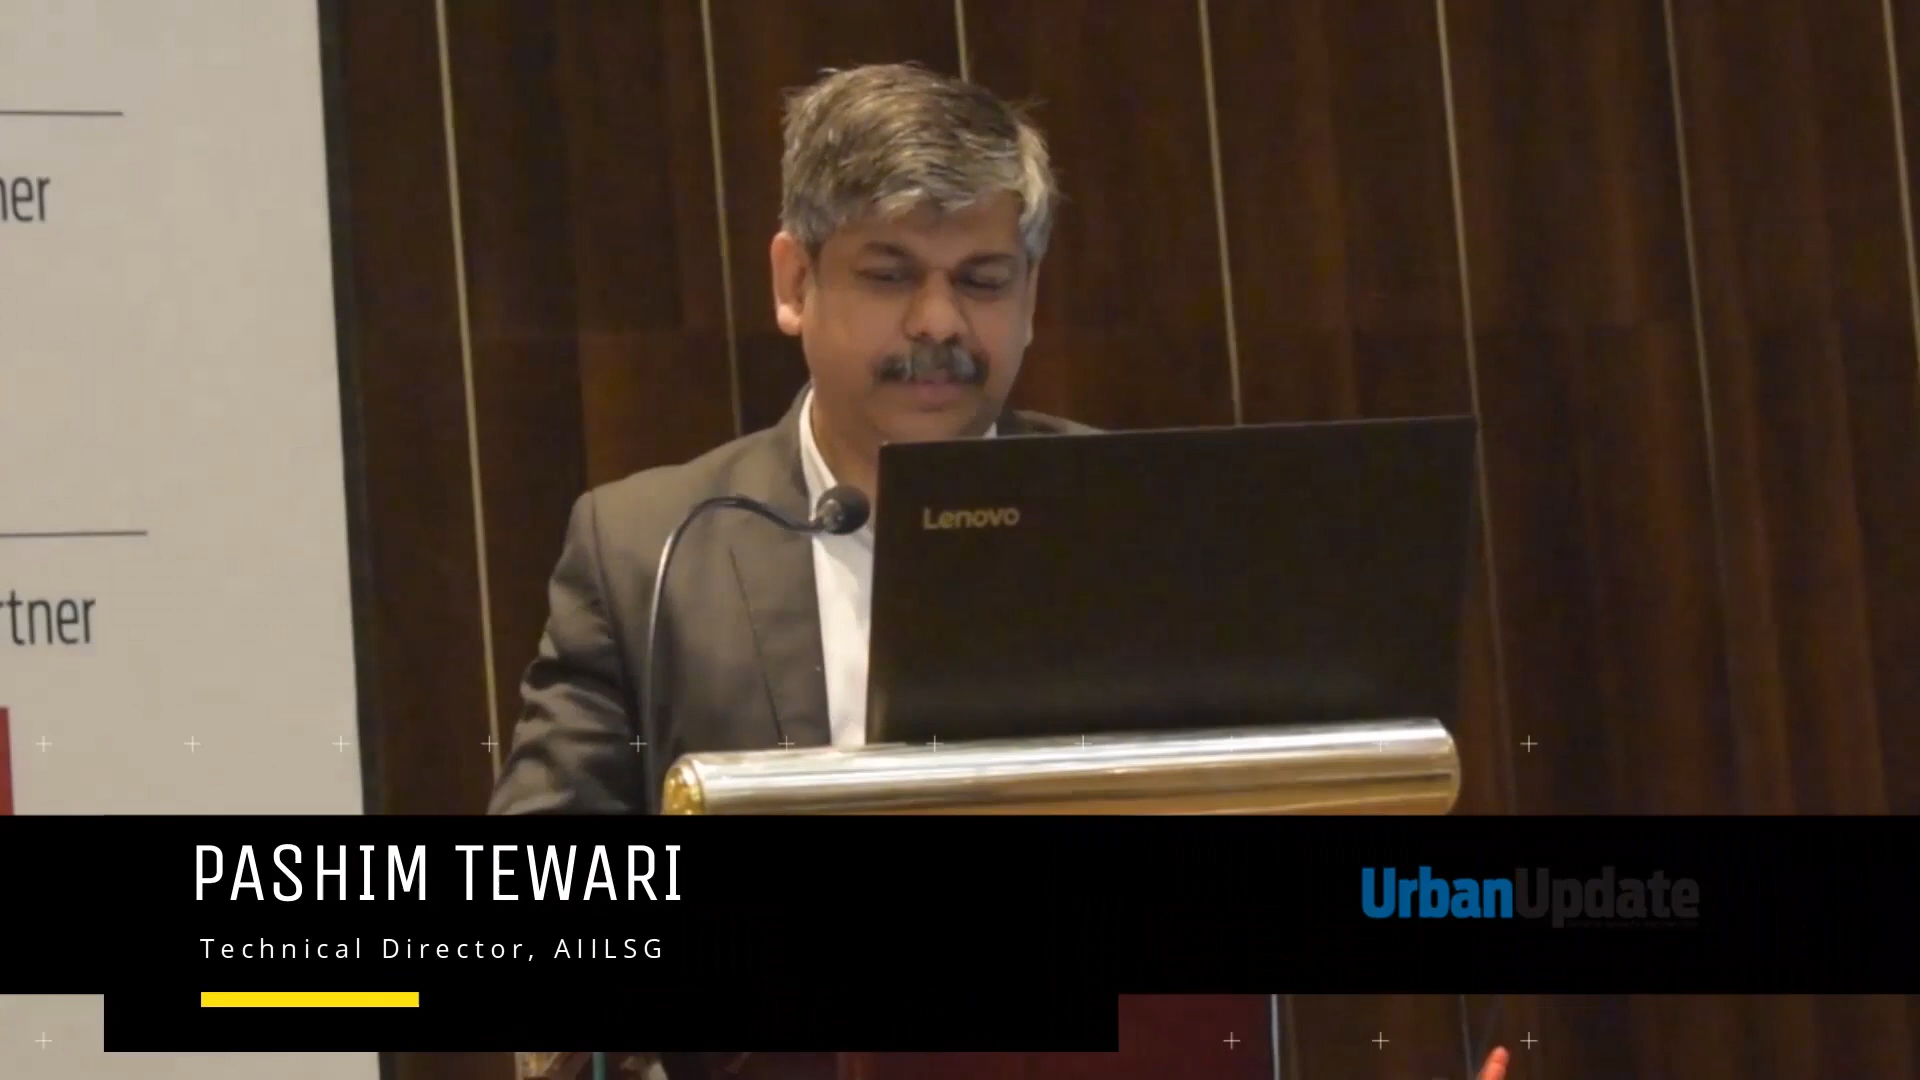 ner
rtner
Lenovo
PASHIM TEWARI
Technical Director, AIILSG
UrbanUpdate